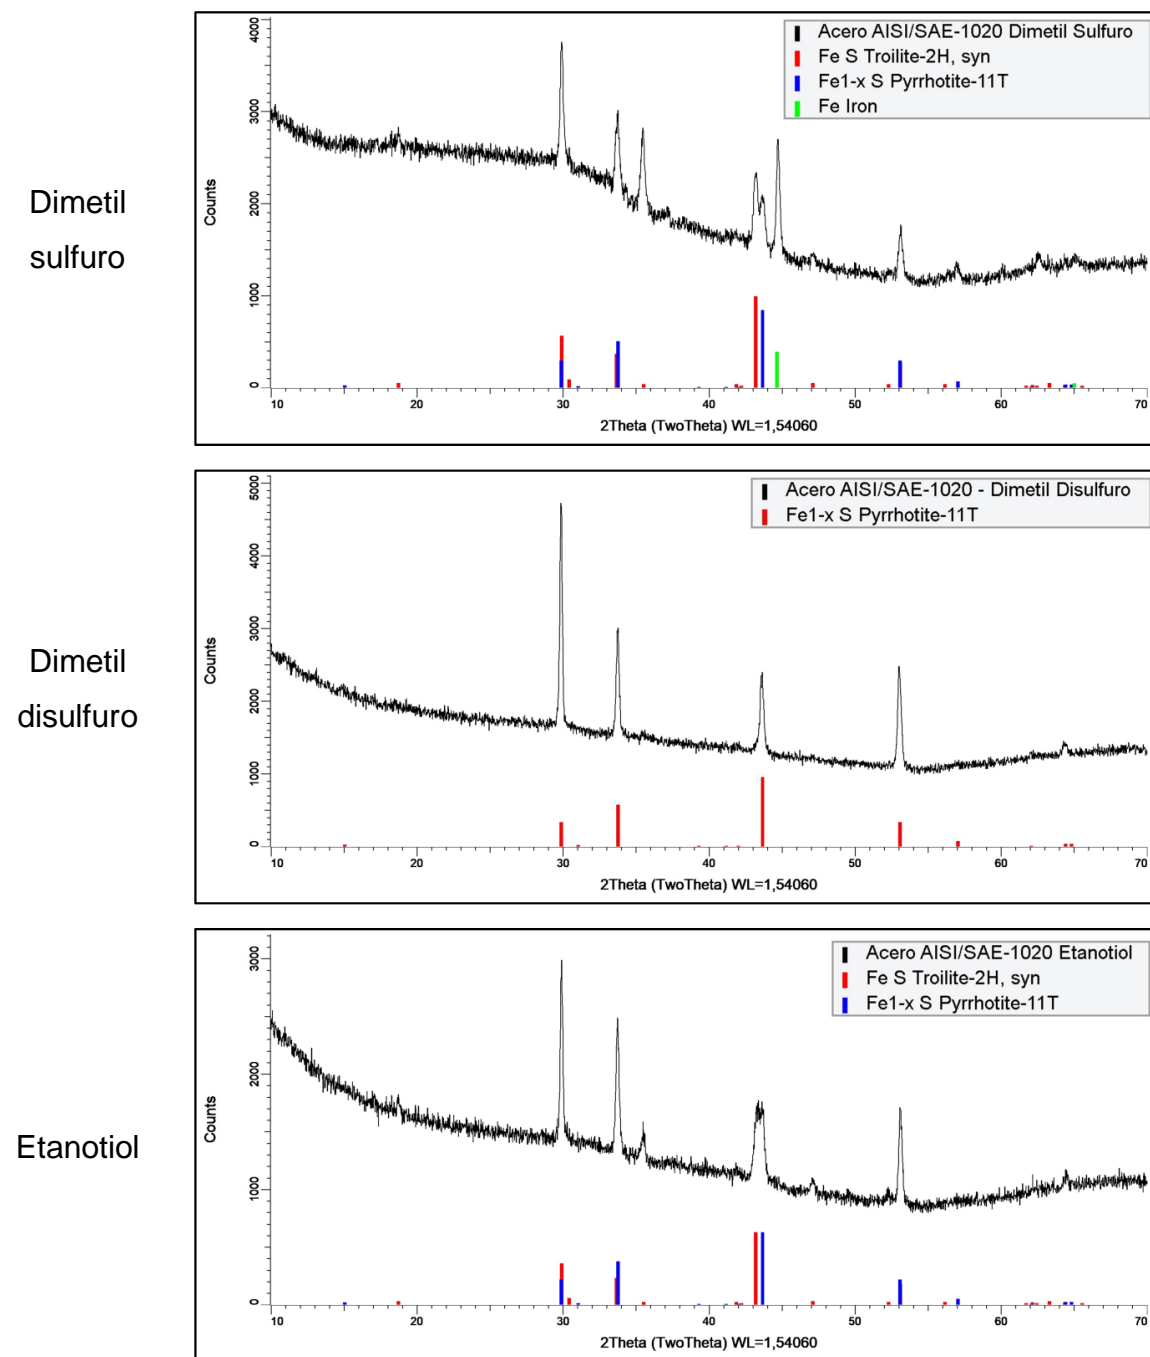 Dimetil
sulfuro
Acero AISI/SAE-1020 Dimetil Sulfuro
Fe S Troilite-2H, syn
Fe1-x S Pyrrhotite-11T
Fe Iron
Counts
4000
3000
2000
1000
0
10 20 30 40 50 60 70
2Theta (TwoTheta) WL=1,54060
Dimetil
disulfuro
Acero AISI/SAE-1020 - Dimetil Disulfuro
Fe1-x S Pyrrhotite-11T
Counts
5000
4000
3000
2000
1000
0
10 20 30 40 50 60 70
2Theta (TwoTheta) WL=1,54060
Etanotiol
Acero AISI/SAE-1020 Etanotiol
Fe S Troilite-2H, syn
Fe1-x S Pyrrhotite-11T
Counts
3000
2000
1000
0
10 20 30 40 50 60 70
2Theta (TwoTheta) WL=1,54060